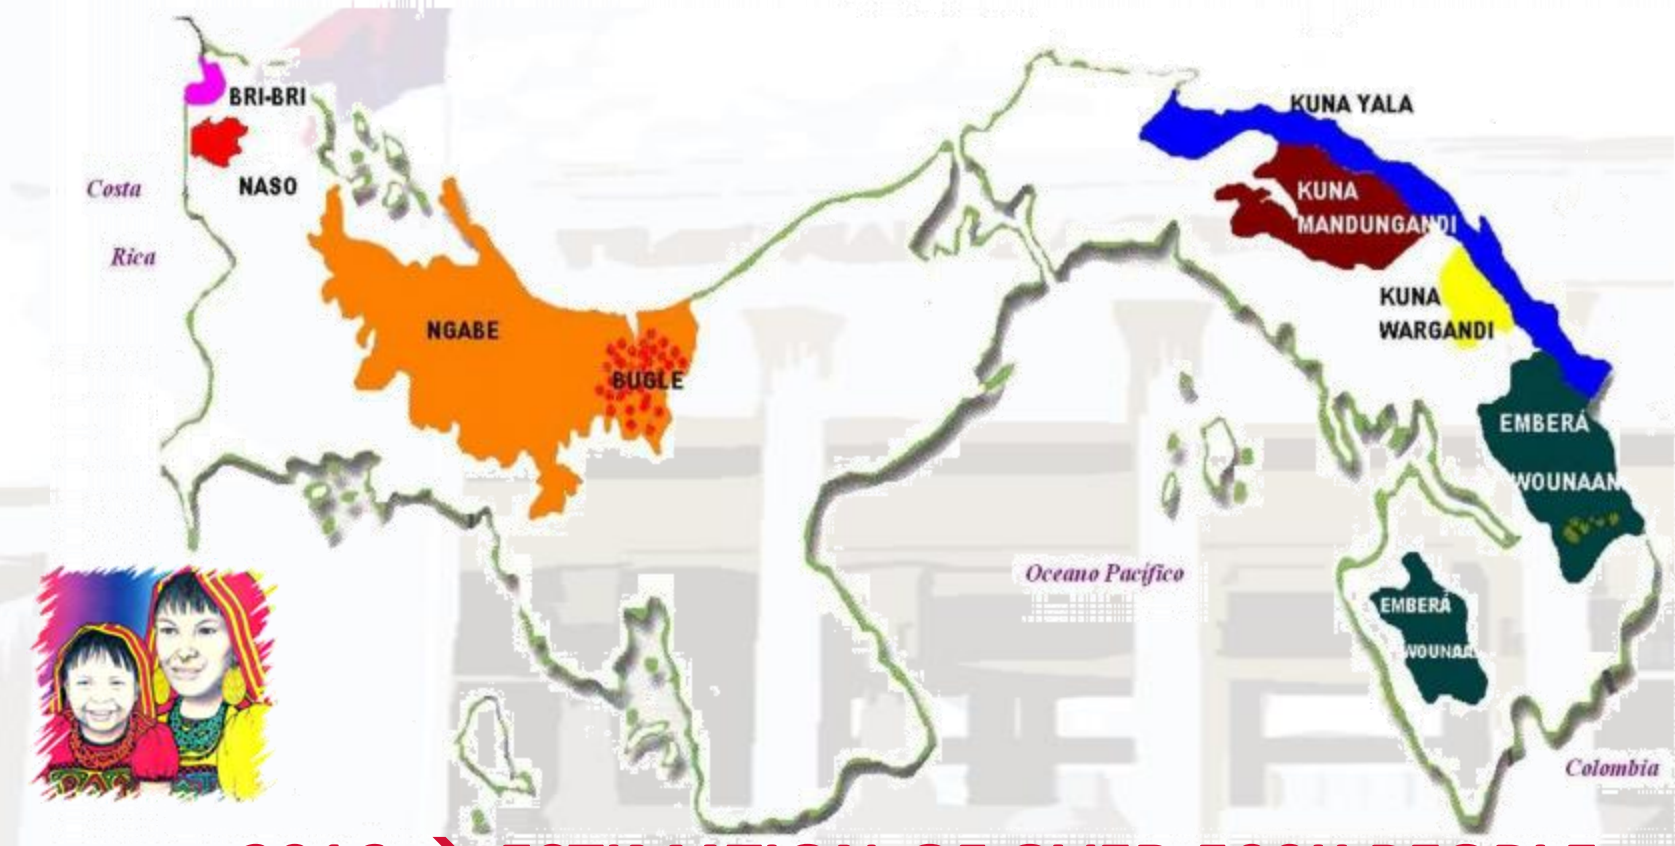 BRI-BRI
NASO
Costa
Rica
NGABE
BUGLE
KUNA YALA
KUNA
MANDUNGANDI
KUNA
WARGANDI
EMBERÁ
WOUNAAN
Oceano Pacífico
EMBERÁ
WOUNAA
Colombia